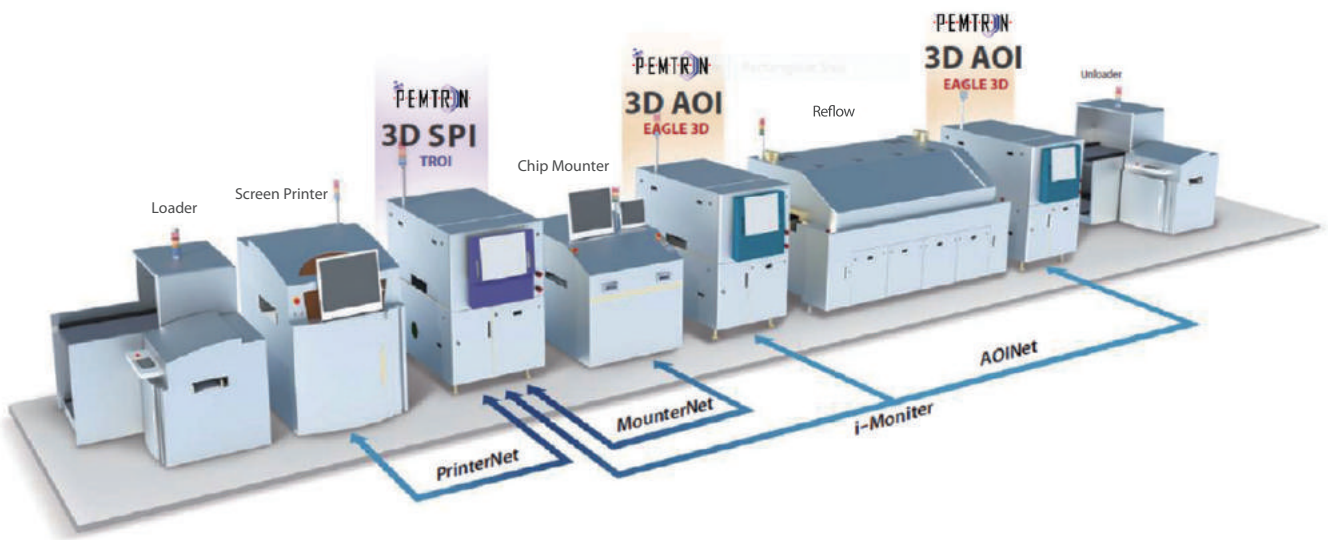 Loader
Screen Printer
PEMTRON
3D SPI
TROI
Chip Mounter
PEMTRON
3D AOI
EAGLE 3D
Reflow
PEMTRON
3D AOI
EAGLE 3D
Unloader
PrinterNet
MounterNet
i-Moniter
AOINet